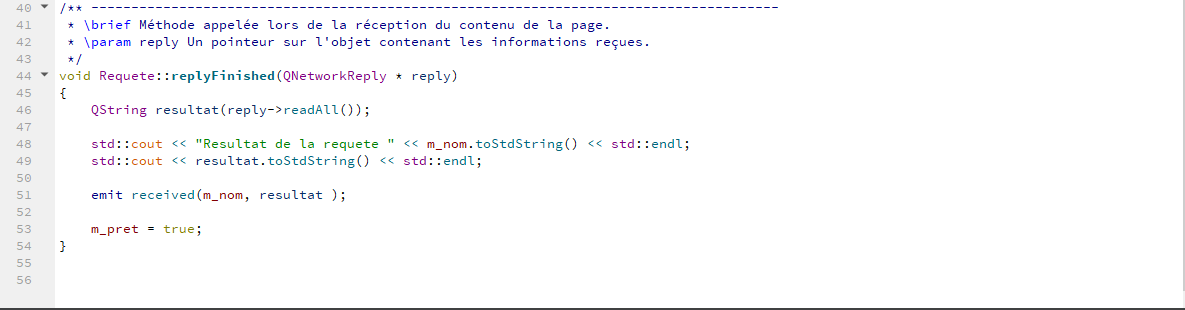 40 /** --------------------------------------------------------------------------------------
41 * \brief Méthode appelée lors de la réception du contenu de la page.
42 * \param reply Un pointeur sur l'objet contenant les informations reçues.
43 */
44 void Requete::replyFinished(QNetworkReply * reply)
45 {
46 QString resultat(reply->readAll());
47
48 std::cout << "Resultat de la requete " << m_nom.toStdString() << std::endl;
49 std::cout << resultat.toStdString() << std::endl;
50
51 emit received(m_nom, resultat );
52
53 m_pret = true;
54 }
55
56